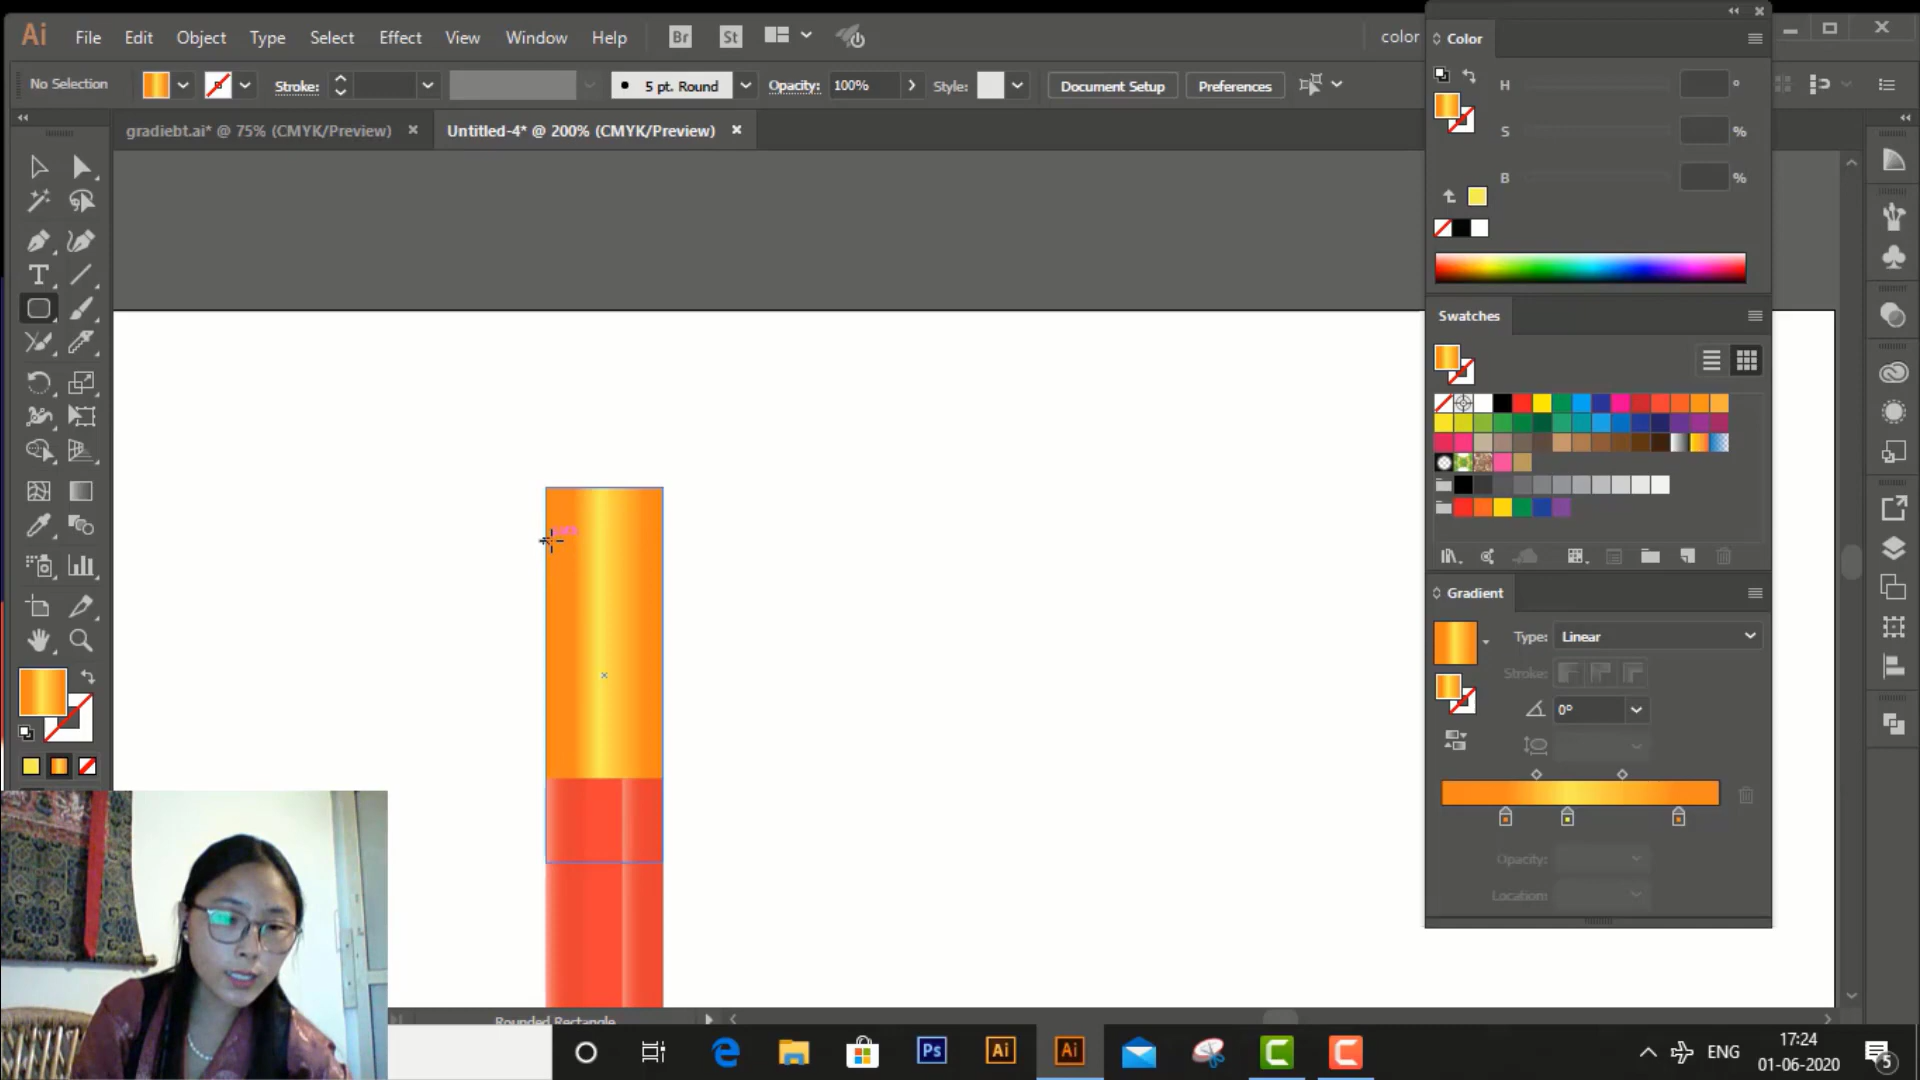 Ai File Edit Object Type Select Effect View Window Help Br St color
No Selection Stroke: 5 pt. Round Opacity: 100% Style: Document Setup Preferences
gradiebt.ai* @ 75% (CMYK/Preview) Untitled-4* @ 200% (CMYK/Preview)
Color
H °
S %
B %
Swatches
Gradient
Type: Linear
Stroke:
0°
Opacity:
Location:
Rounded Rectangle
Ps Ai Ai ENG 17:24
01-06-2020 5